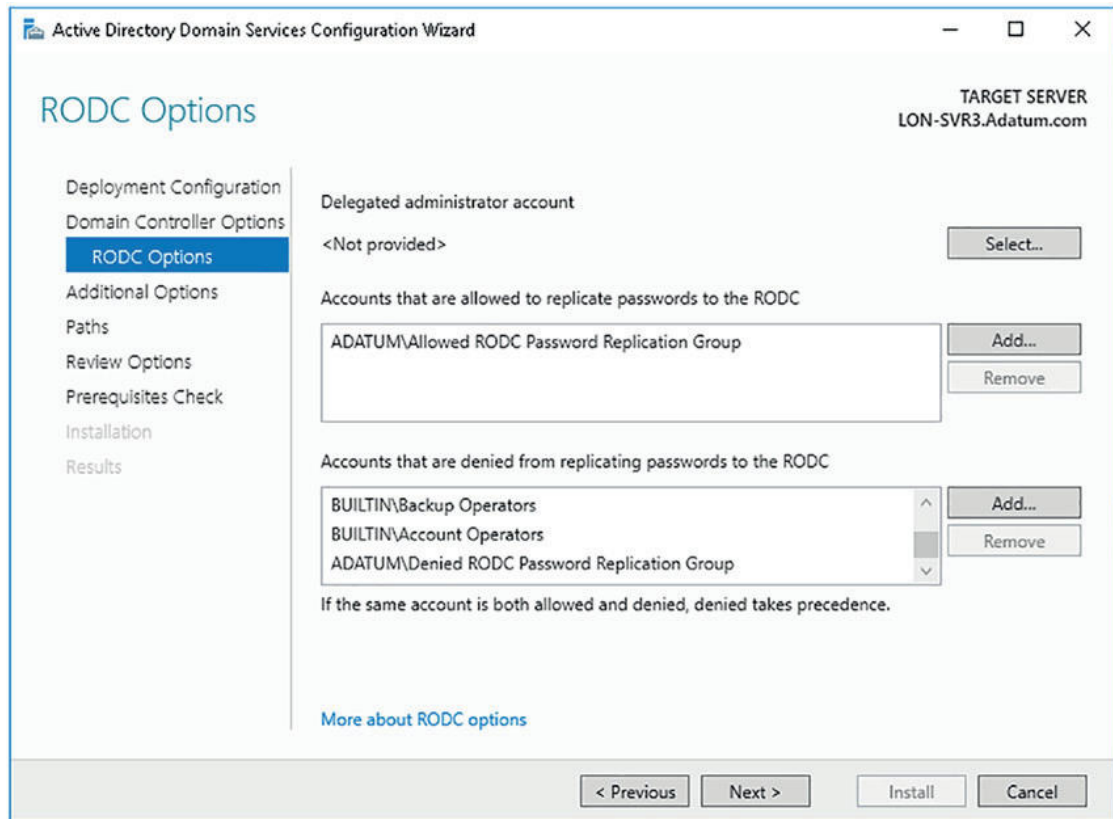 Active Directory Domain Services Configuration Wizard
RODC Options
TARGET SERVER
LON-SVR3.Adatum.com
Deployment Configuration
Domain Controller Options
RODC Options
Additional Options
Paths
Review Options
Prerequisites Check
Installation
Results
Delegated administrator account
<Not provided>
Select...
Accounts that are allowed to replicate passwords to the RODC
ADATUM\Allowed RODC Password Replication Group
Add...
Remove
Accounts that are denied from replicating passwords to the RODC
BUILTIN\Backup Operators
BUILTIN\Account Operators
ADATUM\Denied RODC Password Replication Group
Add...
Remove
If the same account is both allowed and denied, denied takes precedence.
More about RODC options
< Previous
Next >
Install
Cancel